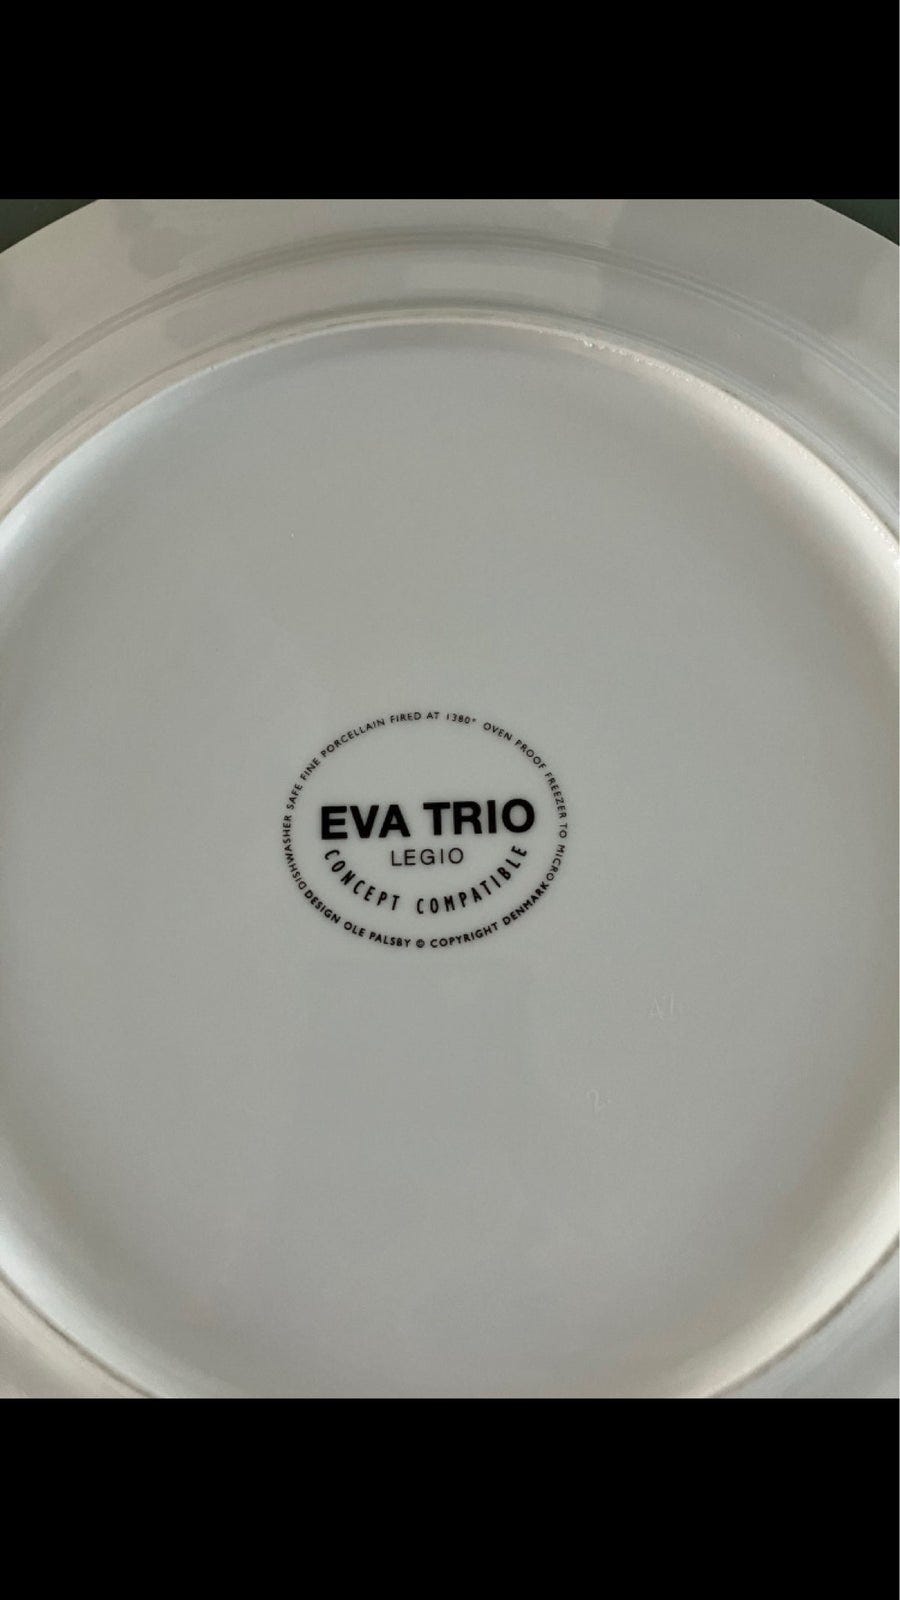 DISHWASHER SAFE FINE PORCELLAIN FIRED AT 1380° OVEN PROOF FREEZER TO MICRO
EVA TRIO
LEGIO
CONCEPT COMPATIBLE
DESIGN OLE PALSBY © COPYRIGHT DENMARK
2.